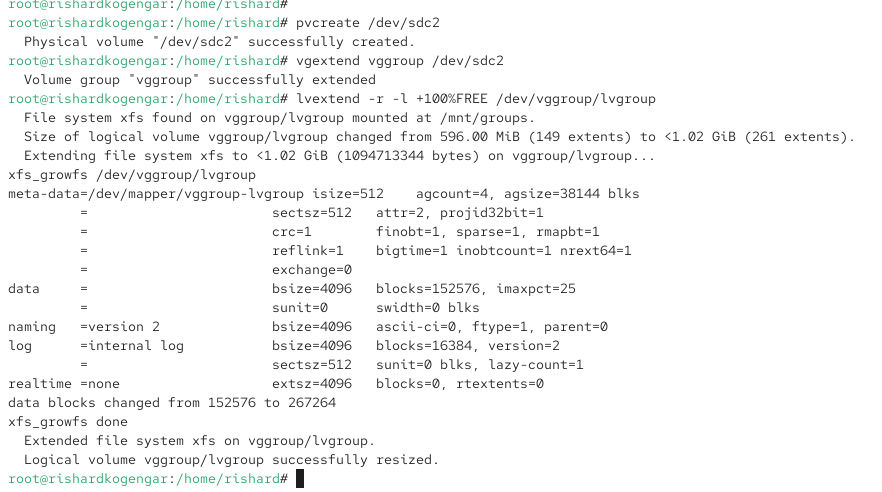 root@rishardkogengar:/home/rishard#
root@rishardkogengar:/home/rishard# pvcreate /dev/sdc2
  Physical volume "/dev/sdc2" successfully created.
root@rishardkogengar:/home/rishard# vgextend vggroup /dev/sdc2
  Volume group "vggroup" successfully extended
root@rishardkogengar:/home/rishard# lvextend -r -l +100%FREE /dev/vggroup/lvgroup
  File system xfs found on vggroup/lvgroup mounted at /mnt/groups.
  Size of logical volume vggroup/lvgroup changed from 596.00 MiB (149 extents) to <1.02 GiB (261 extents).
  Extending file system xfs to <1.02 GiB (1094713344 bytes) on vggroup/lvgroup...
xfs_growfs /dev/vggroup/lvgroup
meta-data=/dev/mapper/vggroup-lvgroup isize=512    agcount=4, agsize=38144 blks
         =                       sectsz=512   attr=2, projid32bit=1
         =                       crc=1        finobt=1, sparse=1, rmapbt=1
         =                       reflink=1    bigtime=1 inobtcount=1 nrext64=1
         =                       exchange=0
data     =                       bsize=4096   blocks=152576, imaxpct=25
         =                       sunit=0      swidth=0 blks
naming   =version 2              bsize=4096   ascii-ci=0, ftype=1, parent=0
log      =internal log           bsize=4096   blocks=16384, version=2
         =                       sectsz=512   sunit=0 blks, lazy-count=1
realtime =none                   extsz=4096   blocks=0, rtextents=0
data blocks changed from 152576 to 267264
xfs_growfs done
  Extended file system xfs on vggroup/lvgroup.
  Logical volume vggroup/lvgroup successfully resized.
root@rishardkogengar:/home/rishard#